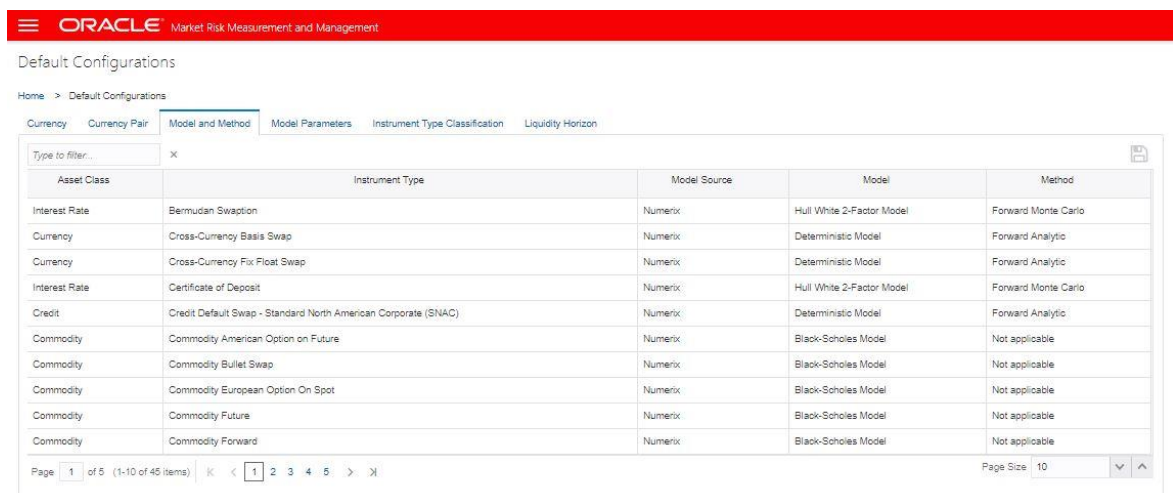 ORACLE® Market Risk Measurement and Management
Default Configurations
Home > Default Configurations
Currency Currency Pair Model and Method Model Parameters Instrument Type Classification Liquidity Horizon
Type to filter... ×
Asset Class Instrument Type Model Source Model Method
Interest Rate Bermudan Swaption Numerix Hull White 2-Factor Model Forward Monte Carlo
Currency Cross-Currency Basis Swap Numerix Deterministic Model Forward Analytic
Currency Cross-Currency Fix Float Swap Numerix Deterministic Model Forward Analytic
Interest Rate Certificate of Deposit Numerix Hull White 2-Factor Model Forward Monte Carlo
Credit Credit Default Swap - Standard North American Corporate (SNAC) Numerix Deterministic Model Forward Analytic
Commodity Commodity American Option on Future Numerix Black-Scholes Model Not applicable
Commodity Commodity Bullet Swap Numerix Black-Scholes Model Not applicable
Commodity Commodity European Option On Spot Numerix Black-Scholes Model Not applicable
Commodity Commodity Future Numerix Black-Scholes Model Not applicable
Commodity Commodity Forward Numerix Black-Scholes Model Not applicable
Page 1 of 5 (1-10 of 45 items) 1 2 3 4 5 Page Size 10